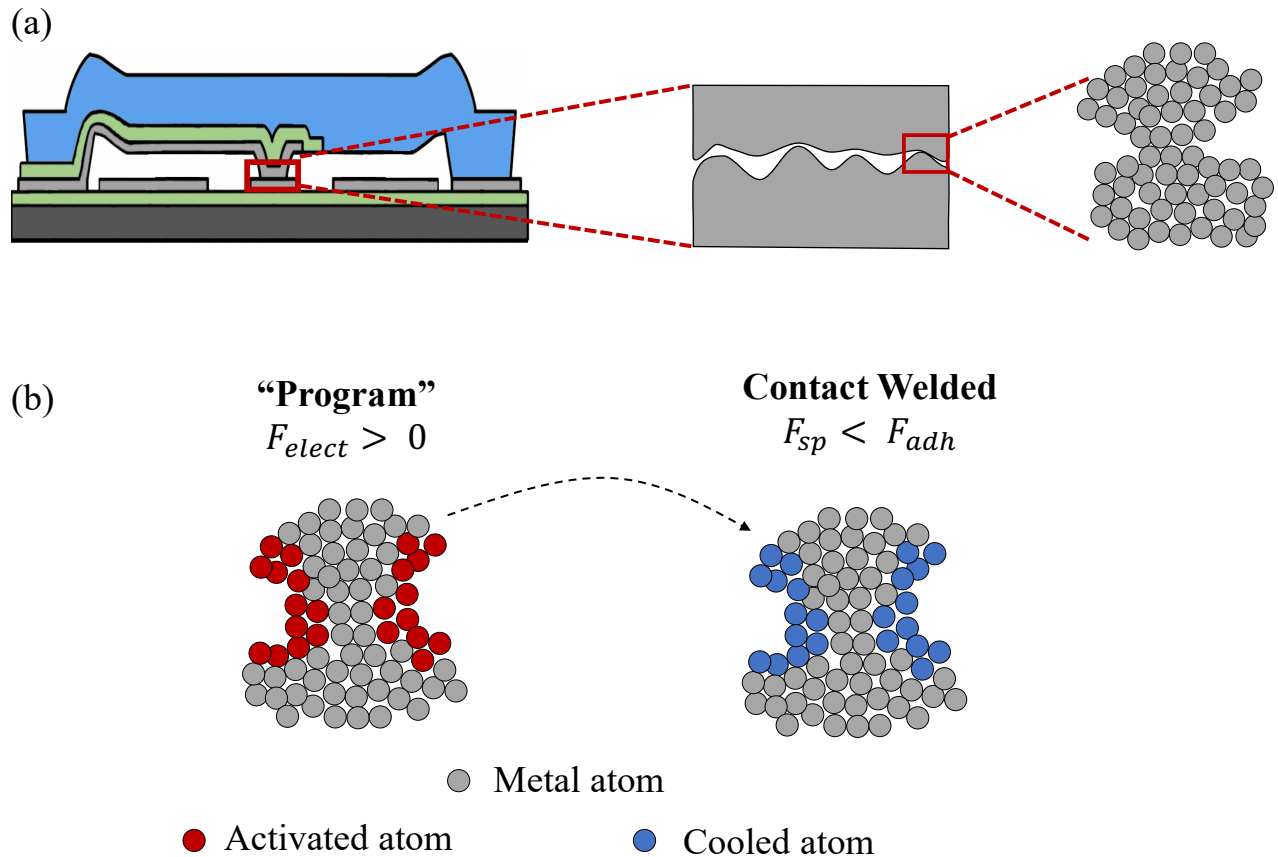 (a)
(b)
“Program”
F_elect > 0
Contact Welded
F_sp < F_adh
Metal atom
Activated atom
Cooled atom